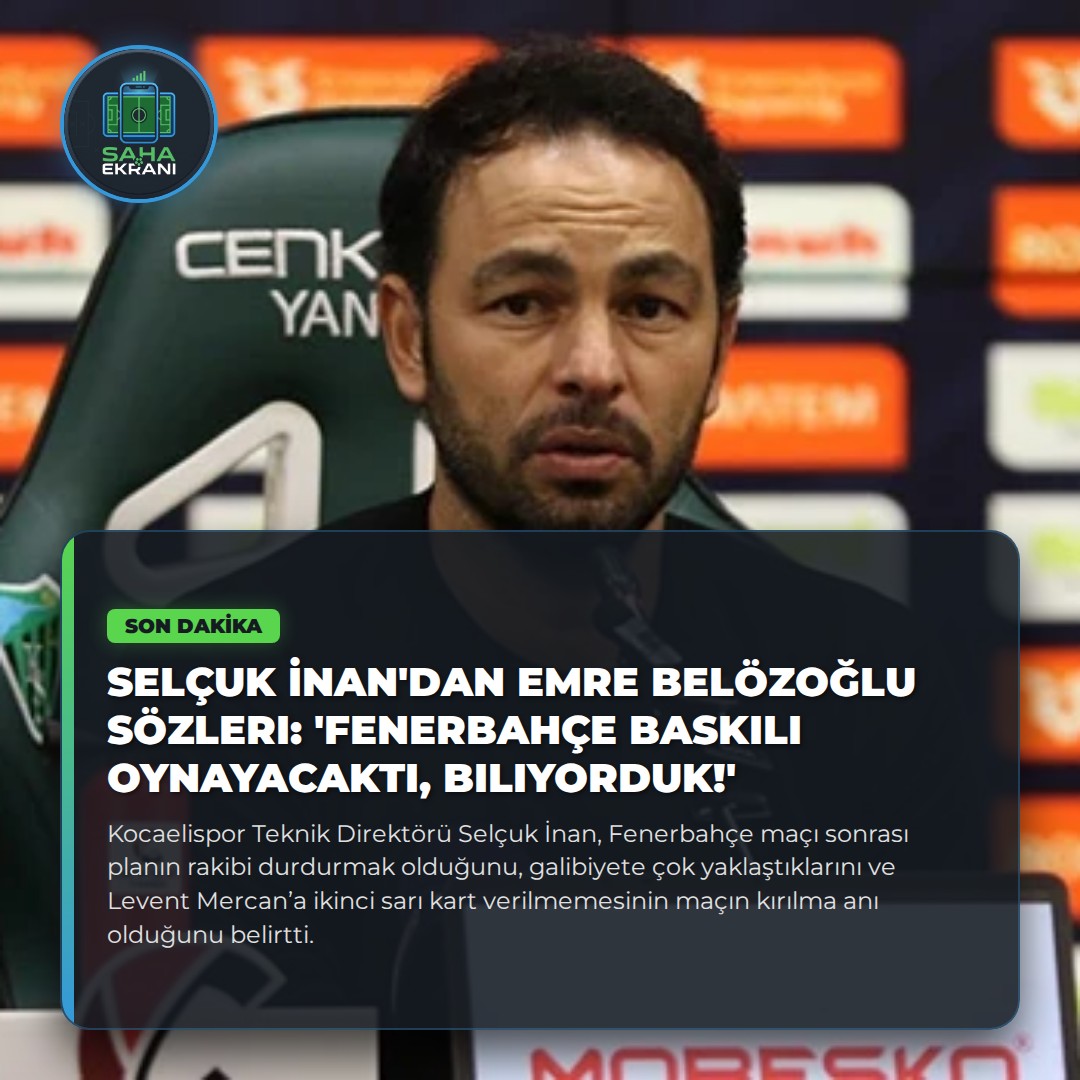 SAHA
EKRANI
CENK
YAN
SON DAKİKA
SELÇUK İNAN'DAN EMRE BELÖZOĞLU
SÖZLERI: 'FENERBAHÇE BASKILI
OYNAYACAKTI, BILIYORDUK!'
Kocaelispor Teknik Direktörü Selçuk İnan, Fenerbahçe maçı sonrası
planın rakibi durdurmak olduğunu, galibiyete çok yaklaştıklarını ve
Levent Mercan’a ikinci sarı kart verilmemesinin maçın kırılma anı
olduğunu belirtti.
MOBESKO